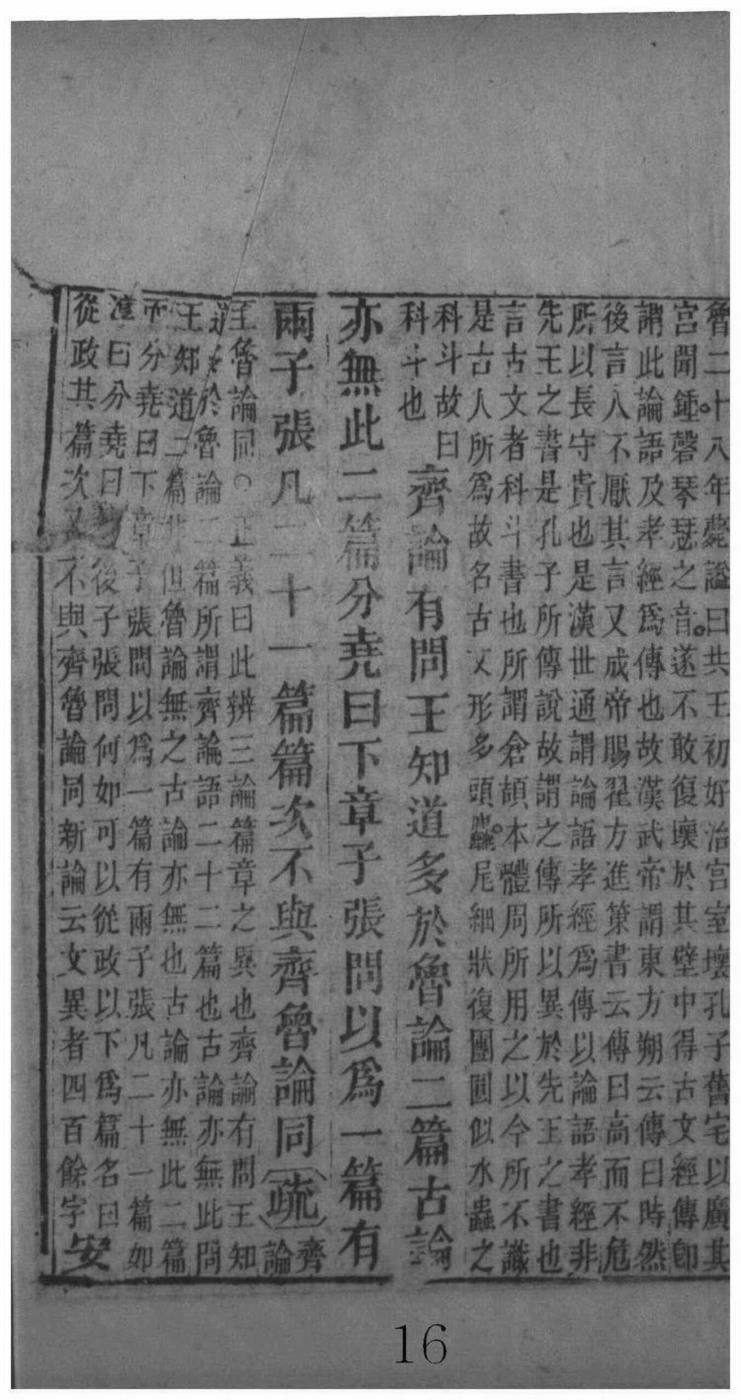 魯二十八年薨謚曰共王初好治宮室壞孔子舊宅以廣其
宮聞鍾磬琴瑟之音遂不敢復壞於其壁中得古文經傳卽
謂此論語及孝經爲傳也故漢武帝謂東方朔云傳曰時然
後言人不厭其言又成帝賜翟方進策書云傳曰高而不危
所以長守貴也是漢世通謂論語孝經爲傳以論語孝經非
先王之書是孔子所傳說故謂之傳所以異於先王之書也
言古文者科斗書也所謂倉頡本體周所用之以今所不識
是古人所爲故名古文形多頭麤尾細狀復團圓似水蟲之
科斗故曰
科斗也
齊論有問王知道多於魯論二篇古論
亦無此二篇分堯曰下章子張問以爲一篇有
兩子張凡二十一篇篇次不與齊魯論同疏齊
論
王魯論同○正義曰此辨三論篇章之異也齊論有問王知
道多於魯論二篇所謂齊論語二十二篇也古論亦無此問
王知道二篇非但魯論無之古論亦無也古論亦無此二篇
而分堯曰下章子張問以爲一篇有兩子張凡二十一篇如
淳曰分堯曰後子張問何如可以從政以下爲篇名曰
從政其篇次又不與齊魯論同新論云文異者四百餘字安
16